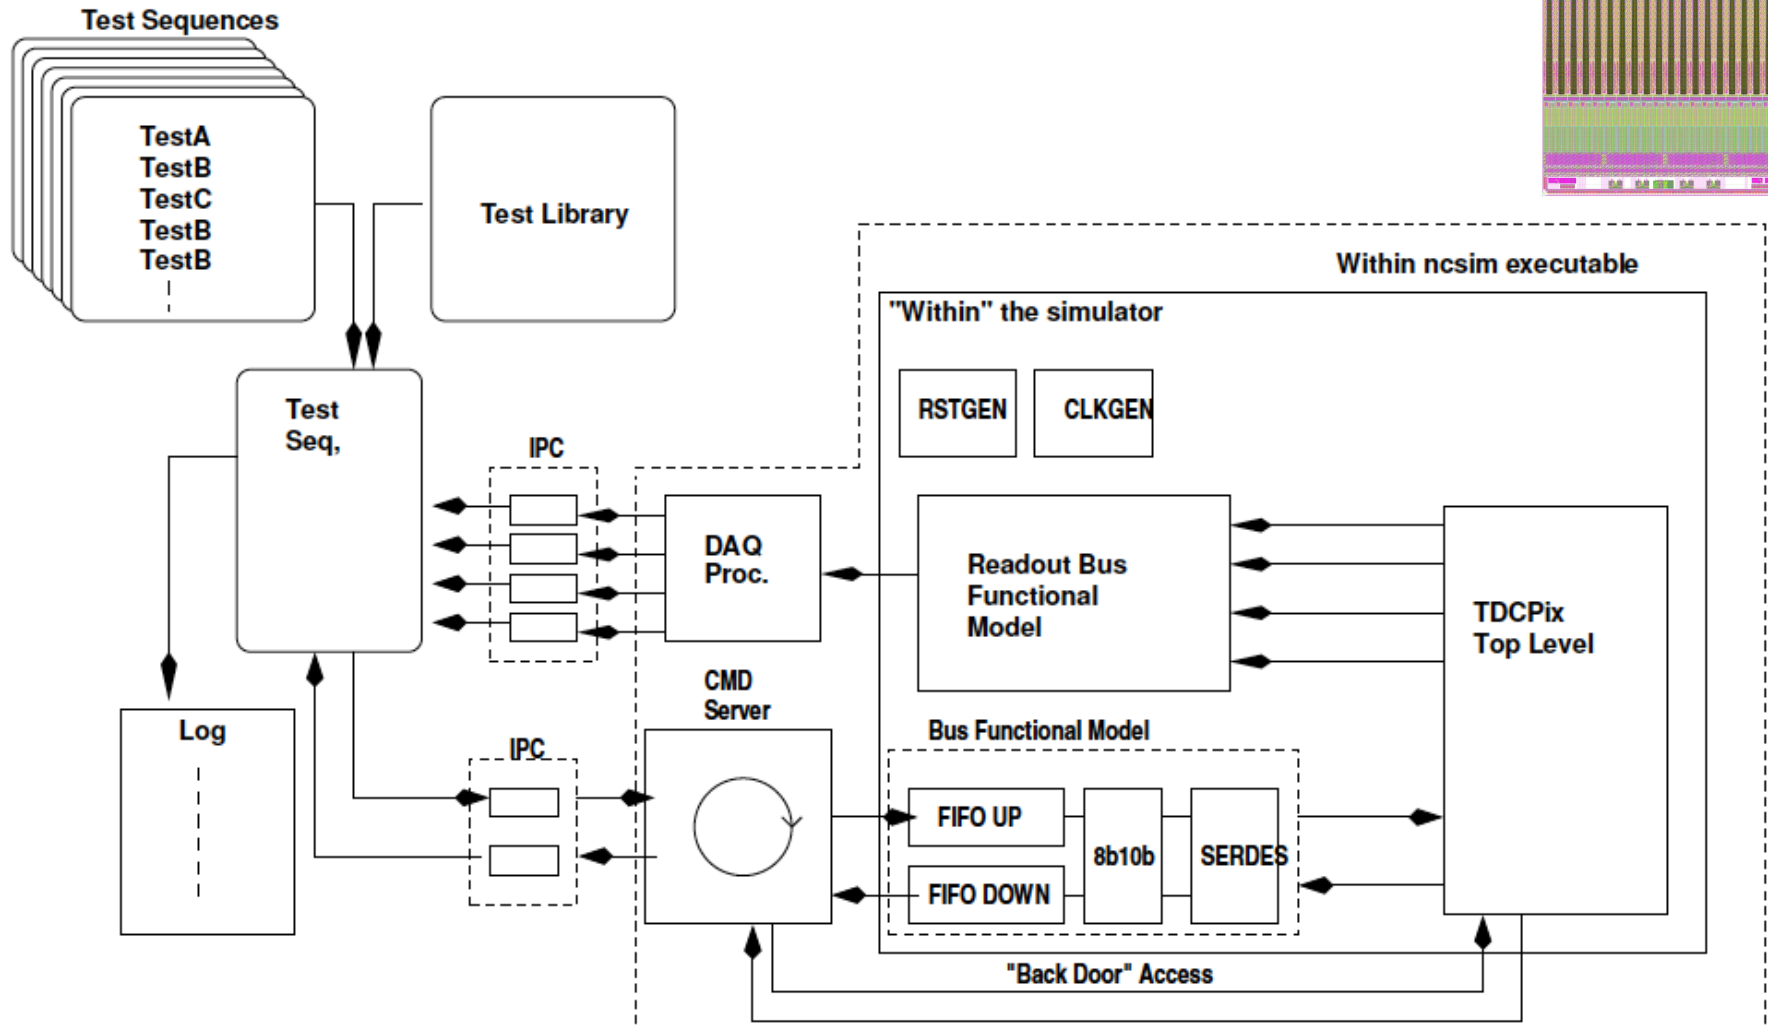 Test Sequences
TestA
TestB
TestC
TestB
TestB
Test Library
Within ncsim executable
"Within" the simulator
RSTGEN
CLKGEN
Test
Seq,
IPC
DAQ
Proc.
Readout Bus
Functional
Model
TDCPix
Top Level
CMD
Server
Log
IPC
Bus Functional Model
FIFO UP
8b10b
SERDES
FIFO DOWN
"Back Door" Access